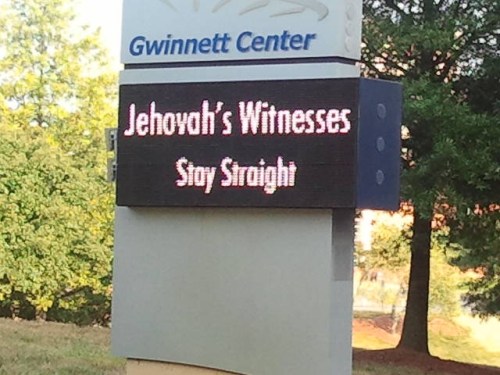 Gwinnett Center
Jehovah's Witnesses
Stay Straight